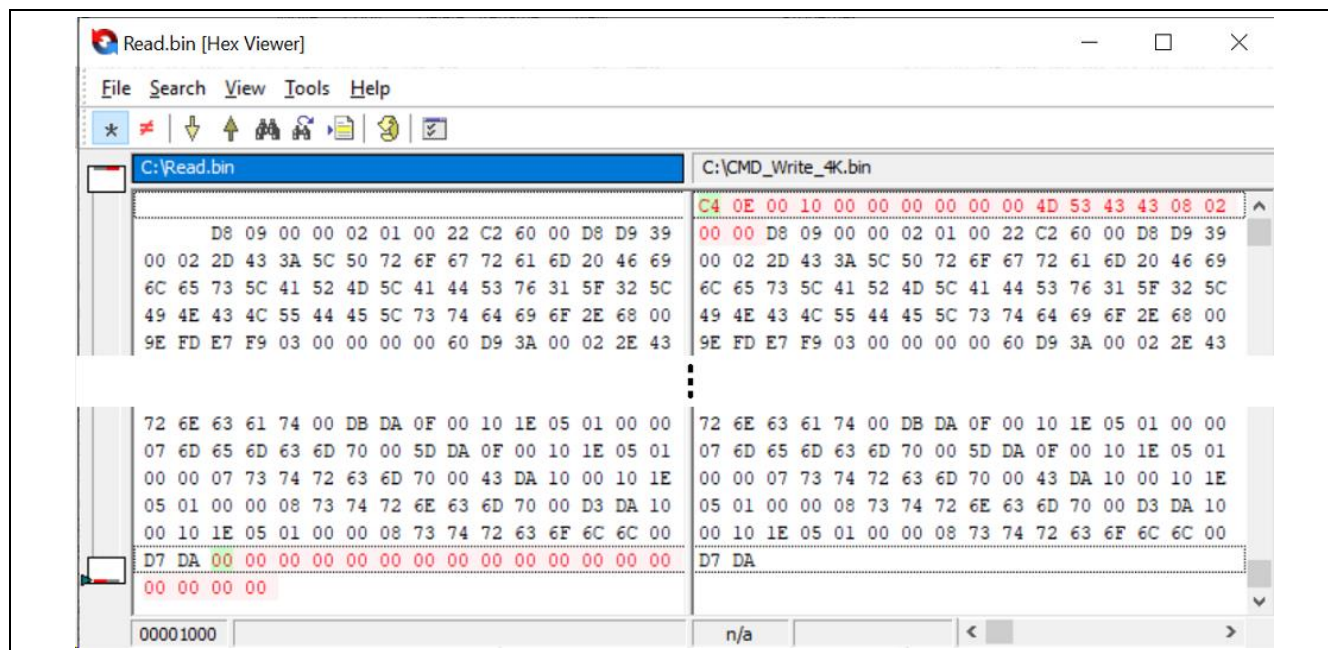 Read.bin [Hex Viewer]
File Search View Tools Help
C:\Read.bin C:\CMD_Write_4K.bin
C4 0E 00 10 00 00 00 00 00 00 4D 53 43 43 08 02
D8 09 00 00 02 01 00 22 C2 60 00 D8 D9 39 00 00 D8 09 00 00 02 01 00 22 C2 60 00 D8 D9 39
00 02 2D 43 3A 5C 50 72 6F 67 72 61 6D 20 46 69 00 02 2D 43 3A 5C 50 72 6F 67 72 61 6D 20 46 69
6C 65 73 5C 41 52 4D 5C 41 44 53 76 31 5F 32 5C 6C 65 73 5C 41 52 4D 5C 41 44 53 76 31 5F 32 5C
49 4E 43 4C 55 44 45 5C 73 74 64 69 6F 2E 68 00 49 4E 43 4C 55 44 45 5C 73 74 64 69 6F 2E 68 00
9E FD E7 F9 03 00 00 00 00 60 D9 3A 00 02 2E 43 9E FD E7 F9 03 00 00 00 00 60 D9 3A 00 02 2E 43
72 6E 63 61 74 00 DB DA 0F 00 10 1E 05 01 00 00 72 6E 63 61 74 00 DB DA 0F 00 10 1E 05 01 00 00
07 6D 65 6D 63 6D 70 00 5D DA 0F 00 10 1E 05 01 07 6D 65 6D 63 6D 70 00 5D DA 0F 00 10 1E 05 01
00 00 07 73 74 72 63 6D 70 00 43 DA 10 00 10 1E 00 00 07 73 74 72 63 6D 70 00 43 DA 10 00 10 1E
05 01 00 00 08 73 74 72 6E 63 6D 70 00 D3 DA 10 05 01 00 00 08 73 74 72 6E 63 6D 70 00 D3 DA 10
00 10 1E 05 01 00 00 08 73 74 72 63 6F 6C 6C 00 00 10 1E 05 01 00 00 08 73 74 72 63 6F 6C 6C 00
D7 DA 00 00 00 00 00 00 00 00 00 00 00 00 00 00 D7 DA
00 00 00 00
00001000 n/a